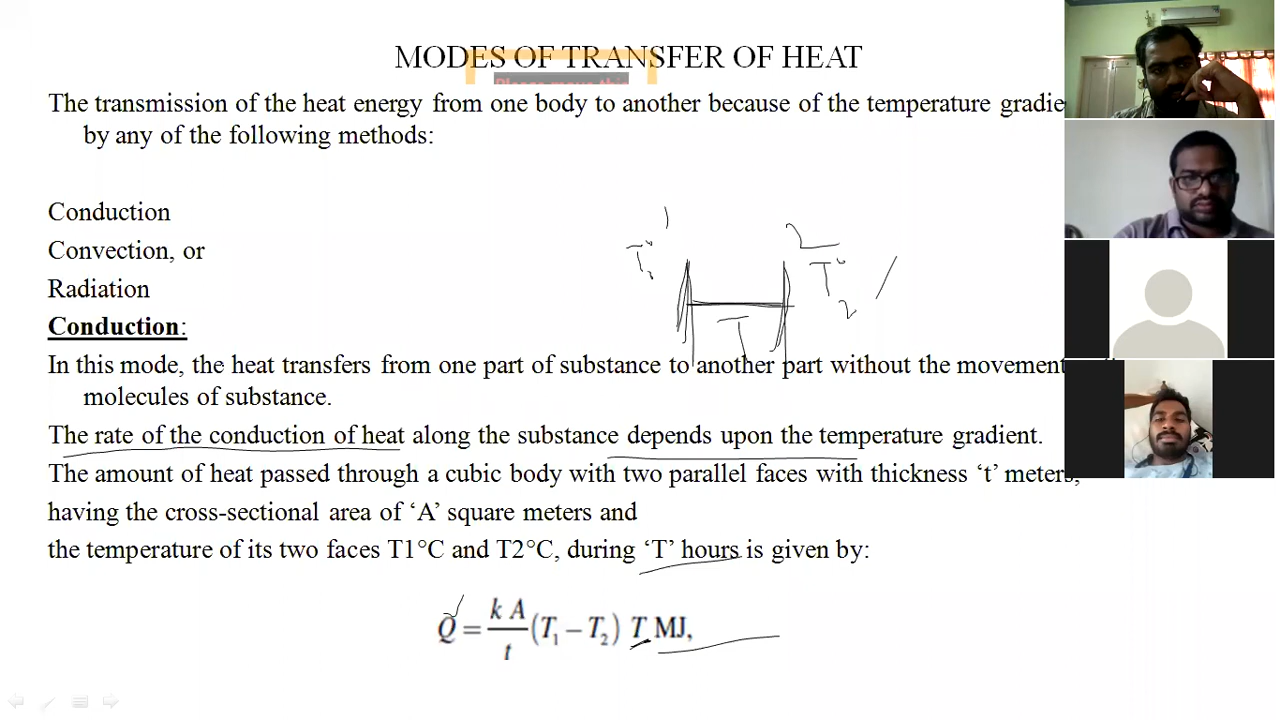 MODES OF TRANSFER OF HEAT
The transmission of the heat energy from one body to another because of the temperature gradie
by any of the following methods:
Conduction
Convection, or
Radiation
1
2
T1°
T2°
T
Conduction:
In this mode, the heat transfers from one part of substance to another part without the movement
molecules of substance.
The rate of the conduction of heat along the substance depends upon the temperature gradient.
The amount of heat passed through a cubic body with two parallel faces with thickness ‘t’ meters,
having the cross-sectional area of ‘A’ square meters and
the temperature of its two faces T1°C and T2°C, during ‘T’ hours is given by:
Q = k A / t (T₁ – T₂) T MJ,